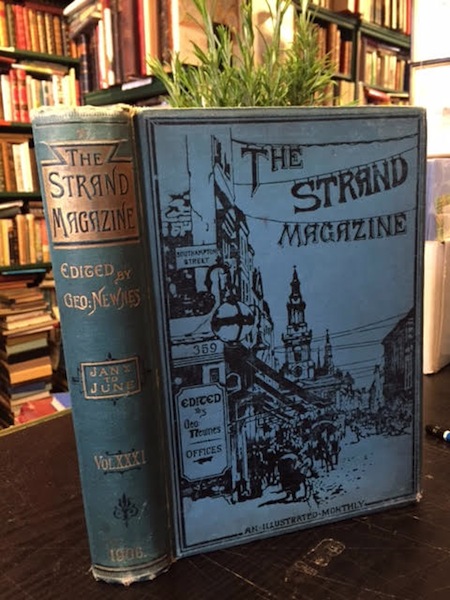 THE
STRAND
MAGAZINE
EDITED BY
GEO: NEWNES
JANY
TO
JUNE
VOL XXXI
1906
THE
STRAND
MAGAZINE
SOUTHAMPTON
STREET
359
EDITED
By
Geo Newnes
OFFICES
AN·ILLUSTRATED·MONTHLY